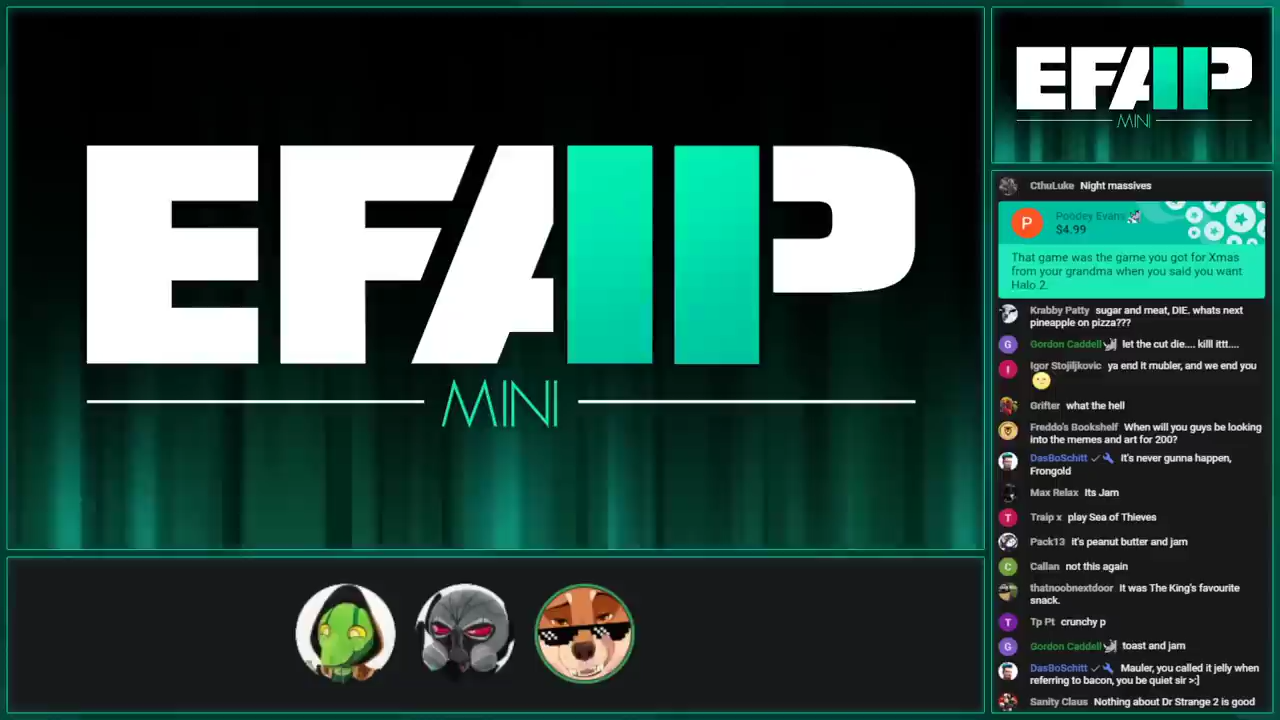 EFAP
MINI
EFAP
MINI
CthuLuke Night massives
P
Poodey Evans
$4.99
That game was the game you got for Xmas
from your grandma when you said you want
Halo 2.
Krabby Patty sugar and meat, DIE. whats next
pineapple on pizza???
G Gordon Caddell let the cut die.... killl ittt....
I Igor Stojiljkovic ya end It mubler, and we end you
Grifter what the hell
Freddo's Bookshelf When will you guys be looking
into the memes and art for 200?
DasBoSchitt It's never gunna happen,
Frongold
Max Relax Its Jam
T Traip x play Sea of Thieves
Pack13 it's peanut butter and jam
C Callan not this again
thatnoobnextdoor It was The King's favourite
snack.
T Tp Pt crunchy p
G Gordon Caddell toast and jam
DasBoSchitt Mauler, you called it jelly when
referring to bacon, you be quiet sir >:]
Sanity Claus Nothing about Dr Strange 2 is good